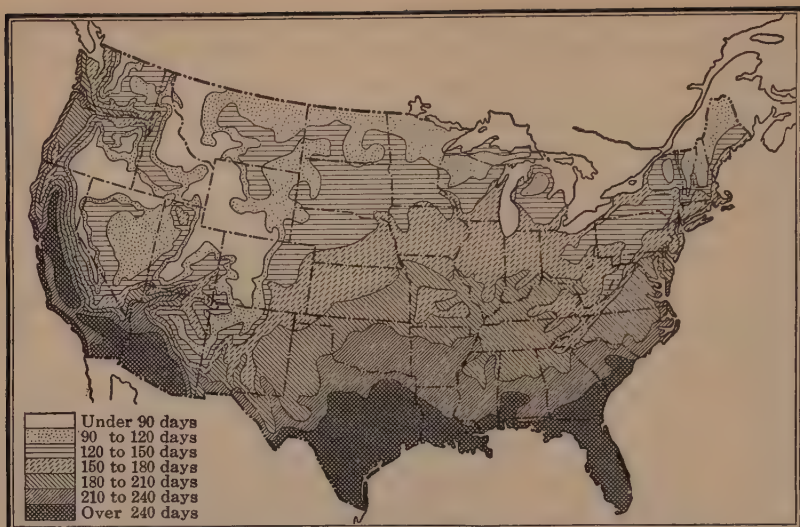 Under 90 days
90 to 120 days
120 to 150 days
150 to 180 days
180 to 210 days
210 to 240 days
Over 240 days